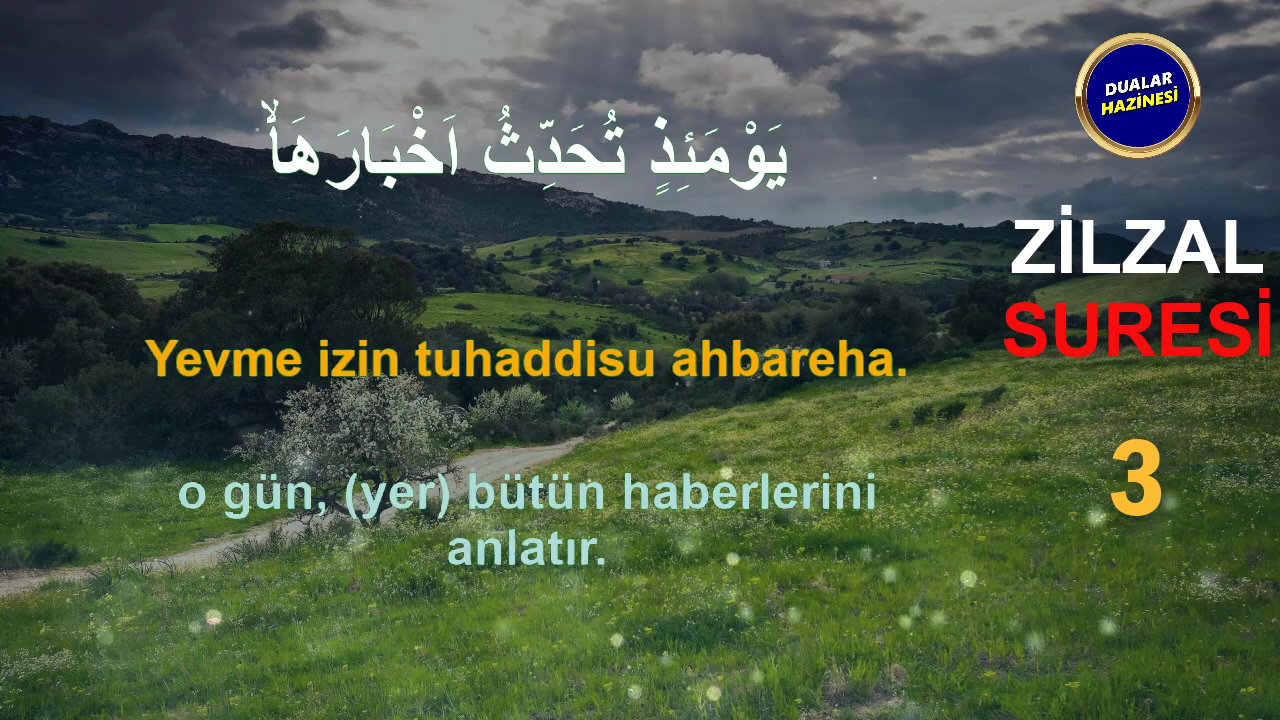 DUALAR
HAZİNESİ
يَوْمَئِذٍ تُحَدِّثُ اَخْبَارَهَاۙ
ZİLZAL
SURESİ
Yevme izin tuhaddisu ahbareha.
3
o gün, (yer) bütün haberlerini
anlatır.